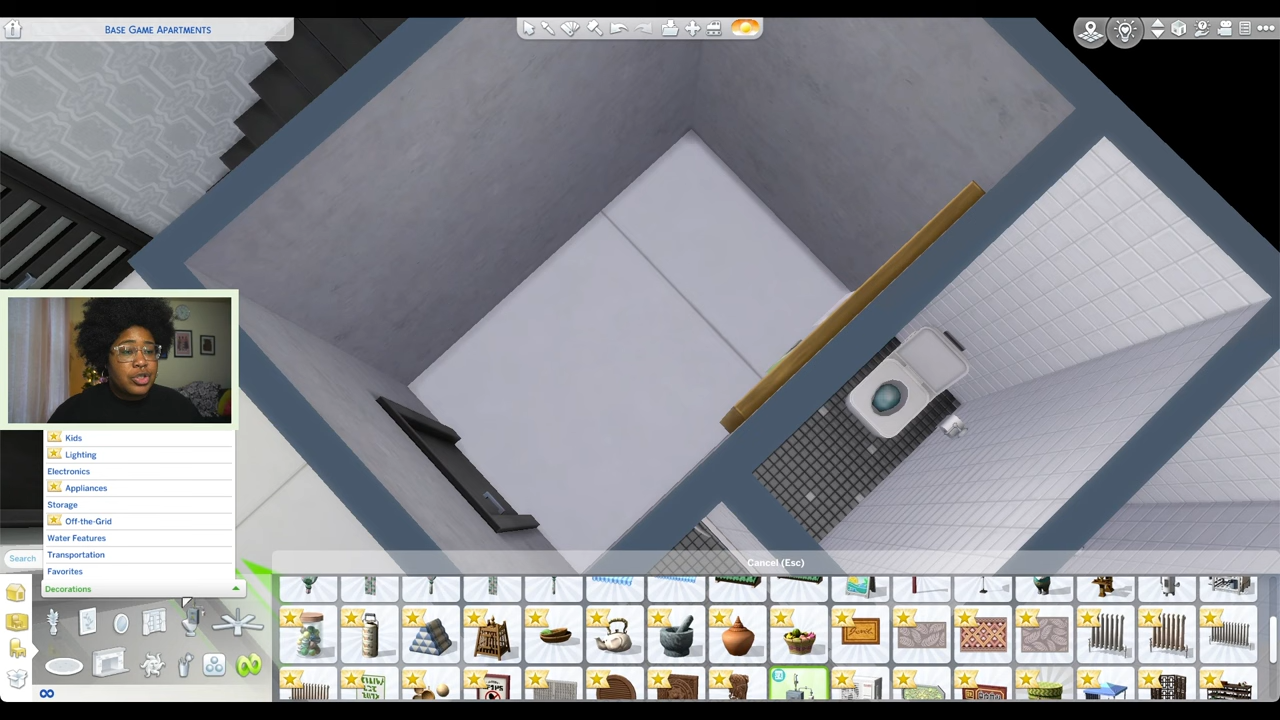 BASE GAME APARTMENTS
Kids
Lighting
Electronics
Appliances
Storage
Off-the-Grid
Water Features
Transportation
Favorites
Search
Decorations
Cancel (Esc)